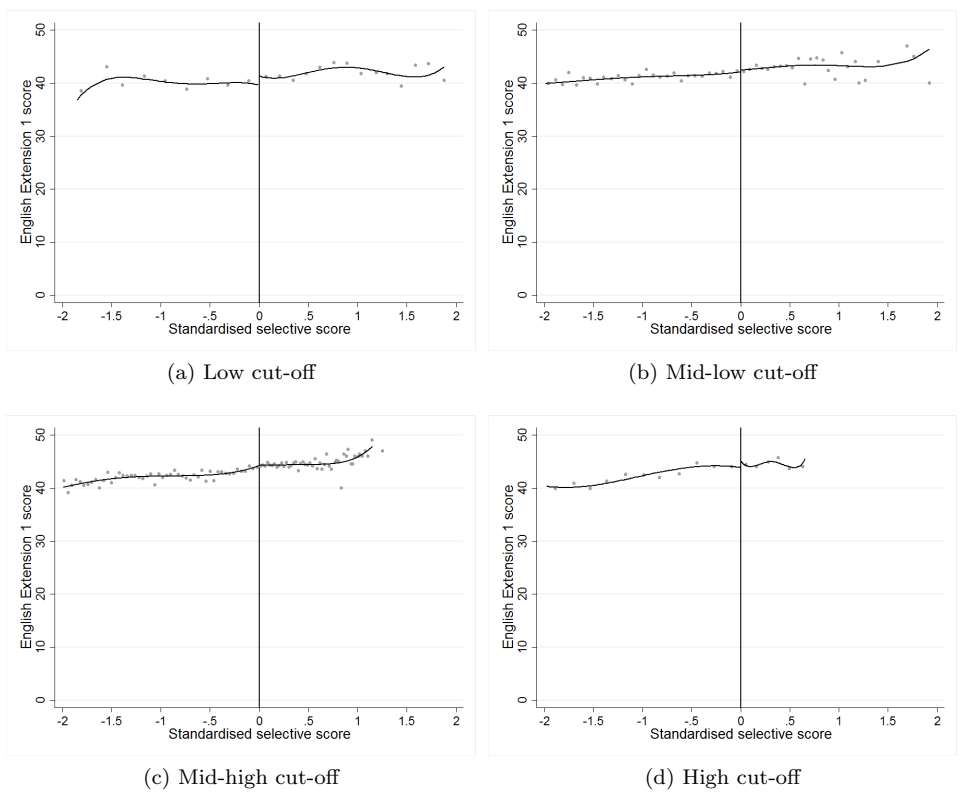 50
40
30
20
10
0
English Extension 1 score
-2 -1.5 -1 -.5 0 .5 1 1.5 2
Standardised selective score
(a) Low cut-off
50
40
30
20
10
0
English Extension 1 score
-2 -1.5 -1 -.5 0 .5 1 1.5 2
Standardised selective score
(b) Mid-low cut-off
50
40
30
20
10
0
English Extension 1 score
-2 -1.5 -1 -.5 0 .5 1 1.5 2
Standardised selective score
(c) Mid-high cut-off
50
40
30
20
10
0
English Extension 1 score
-2 -1.5 -1 -.5 0 .5 1 1.5 2
Standardised selective score
(d) High cut-off